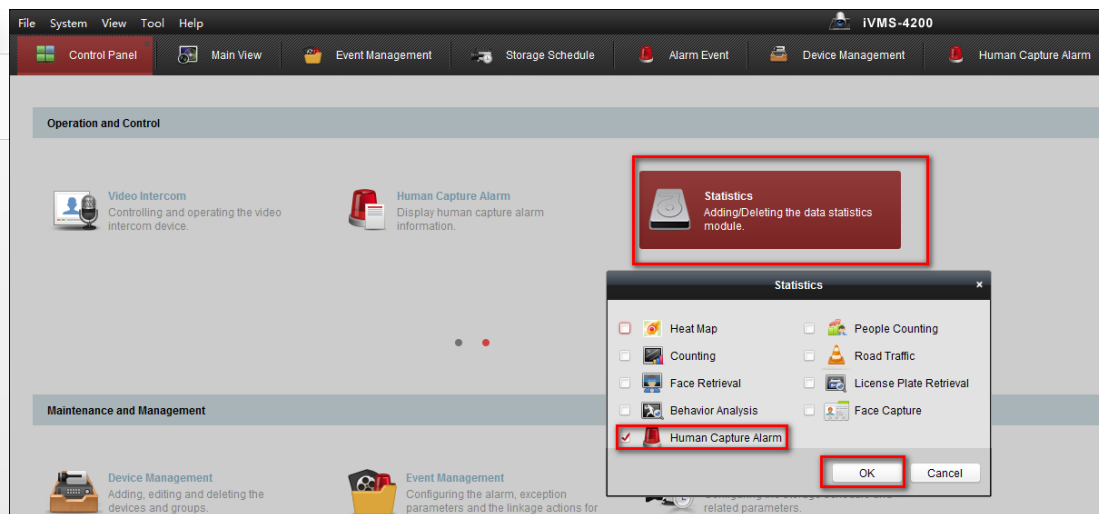 File System View Tool Help
iVMS-4200
Control Panel Main View Event Management Storage Schedule Alarm Event Device Management Human Capture Alarm
Operation and Control
Video Intercom
Controlling and operating the video
intercom device.
Human Capture Alarm
Display human capture alarm
information.
Statistics
Adding/Deleting the data statistics
module.
Statistics
Heat Map
People Counting
Counting
Road Traffic
Face Retrieval
License Plate Retrieval
Behavior Analysis
Face Capture
Human Capture Alarm
OK
Cancel
Maintenance and Management
Device Management
Adding, editing and deleting the
devices and groups.
Event Management
Configuring the alarm, exception
parameters and the linkage actions for
related parameters.